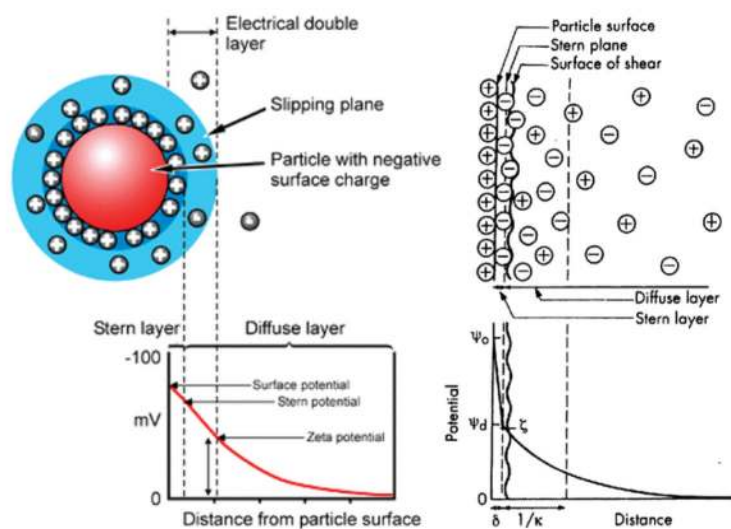 Electrical double
layer
Slipping plane
Particle with negative
surface charge
Stern layer
Diffuse layer
-100
mV
0
Surface potential
Stern potential
Zeta potential
Distance from particle surface
Particle surface
Stern plane
Surface of shear
Diffuse layer
Stern layer
Ψo
Ψd
ζ
Potential
0
δ
1/κ
Distance